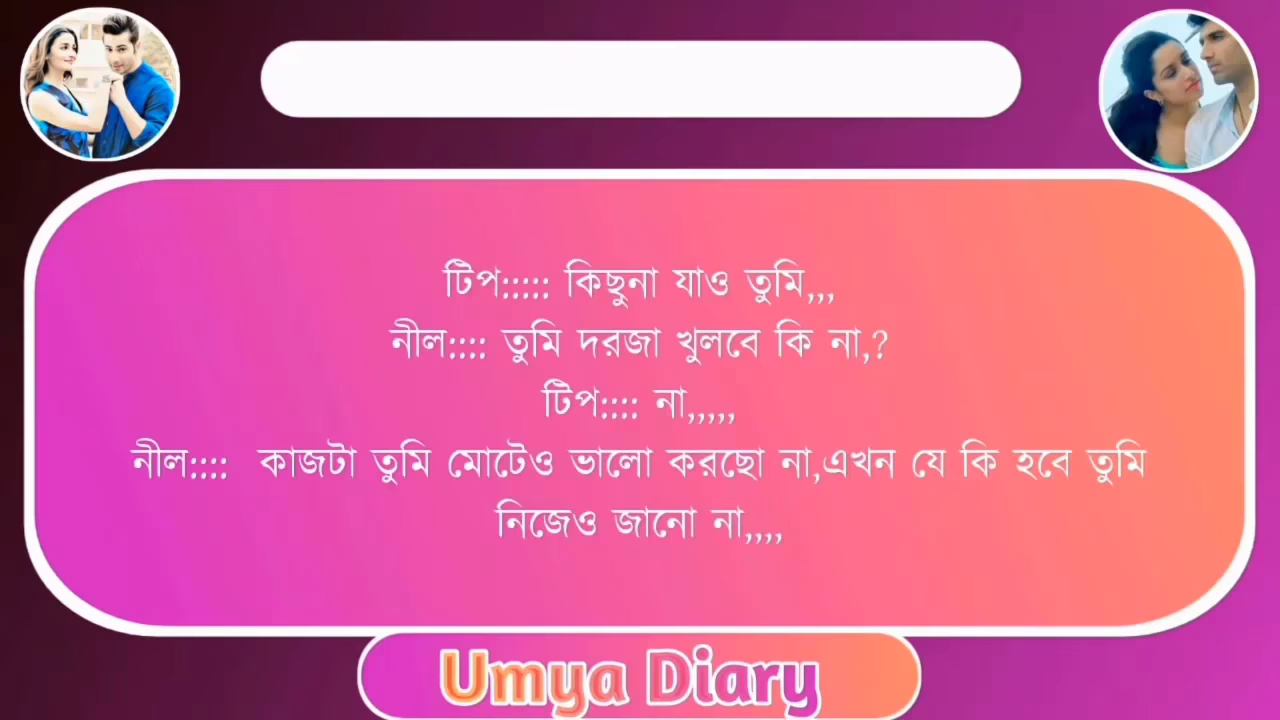 টিপ::::: কিছুনা যাও তুমি,,,
নীল:::: তুমি দরজা খুলবে কি না,?
টিপ:::: না,,,,,
নীল:::: কাজটা তুমি মোটেও ভালো করছো না,এখন যে কি হবে তুমি
নিজেও জানো না,,,,
Umya Diary